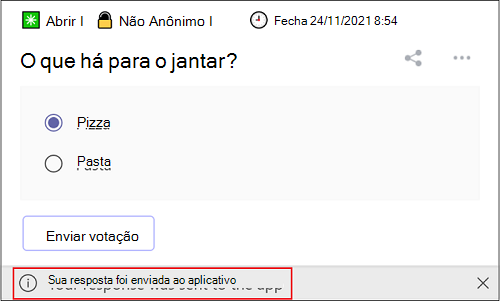 Abrir I Não Anônimo I Fecha 24/11/2021 8:54
O que há para o jantar?
Pizza
Pasta
Enviar votação
Sua resposta foi enviada ao aplicativo
Your response was sent to the app